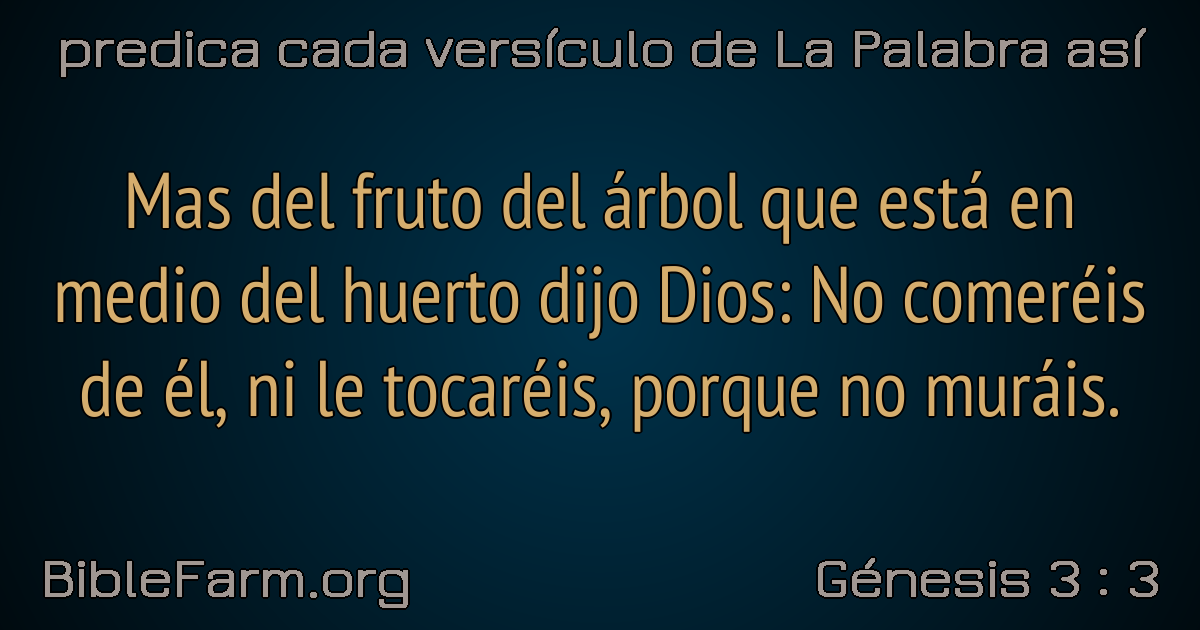 predica cada versículo de La Palabra así
Mas del fruto del árbol que está en
medio del huerto dijo Dios: No comeréis
de él, ni le tocaréis, porque no muráis.
BibleFarm.org
Génesis 3 : 3